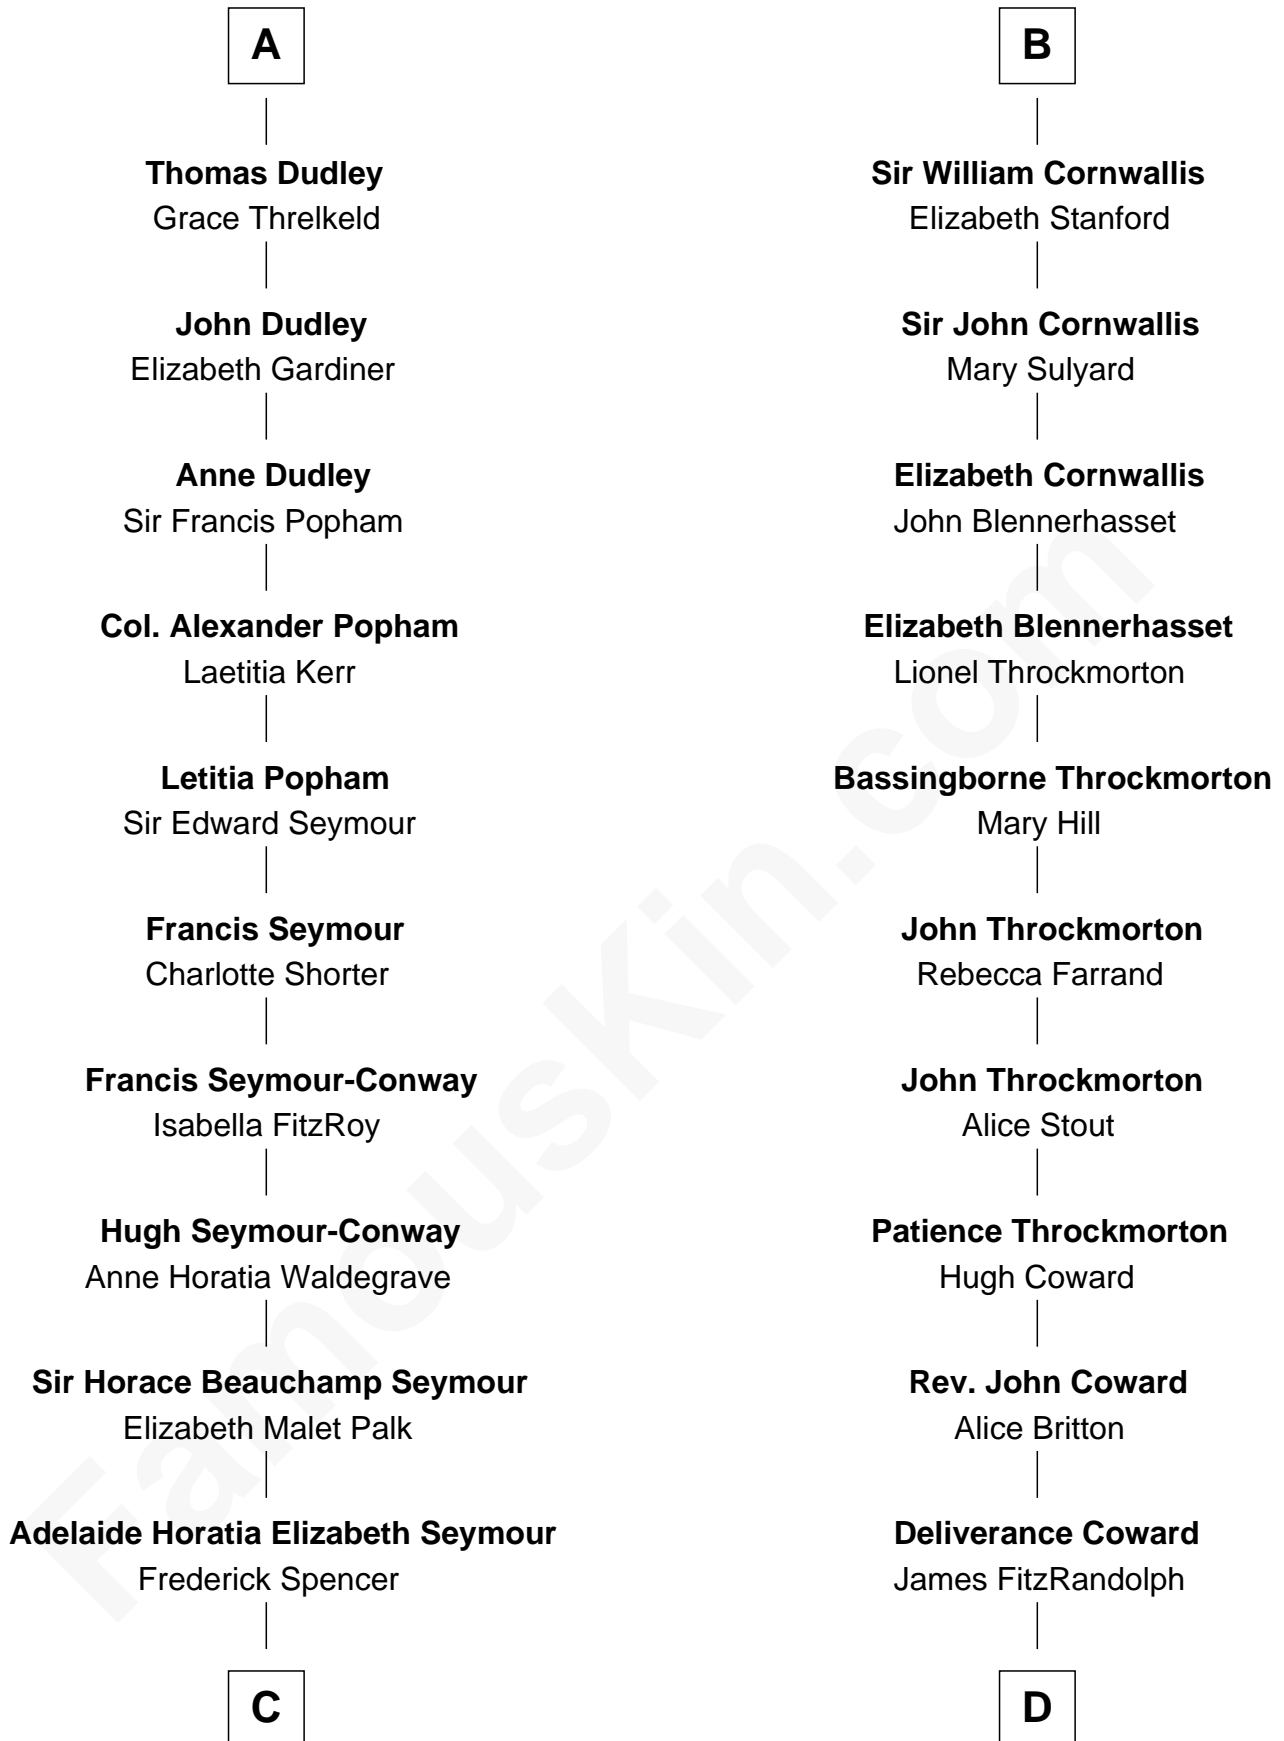 A
Thomas Dudley
Grace Threlkeld
John Dudley
Elizabeth Gardiner
Anne Dudley
Sir Francis Popham
Col. Alexander Popham
Laetitia Kerr
Letitia Popham
Sir Edward Seymour
Francis Seymour
Charlotte Shorter
Francis Seymour-Conway
Isabella FitzRoy
Hugh Seymour-Conway
Anne Horatia Waldegrave
Sir Horace Beauchamp Seymour
Elizabeth Malet Palk
Adelaide Horatia Elizabeth Seymour
Frederick Spencer
C
B
Sir William Cornwallis
Elizabeth Stanford
Sir John Cornwallis
Mary Sulyard
Elizabeth Cornwallis
John Blennerhasset
Elizabeth Blennerhasset
Lionel Throckmorton
Bassingborne Throckmorton
Mary Hill
John Throckmorton
Rebecca Farrand
John Throckmorton
Alice Stout
Patience Throckmorton
Hugh Coward
Rev. John Coward
Alice Britton
Deliverance Coward
James FitzRandolph
D
FamousKin.com